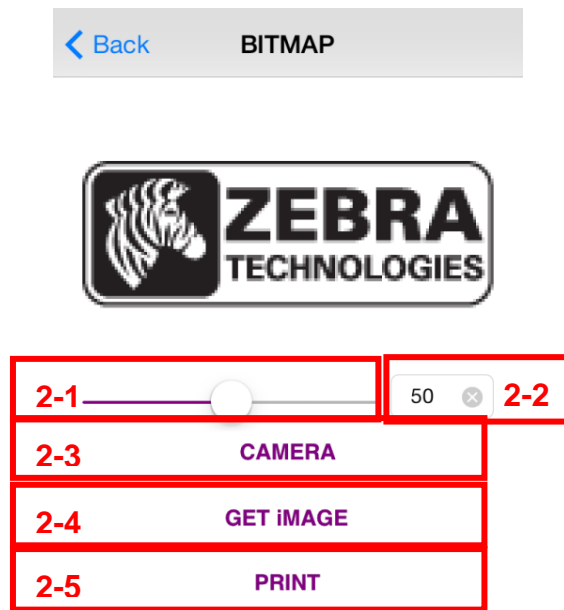 Back BITMAP
ZEBRA
TECHNOLOGIES
2-1 50 2-2
2-3 CAMERA
2-4 GET iMAGE
2-5 PRINT